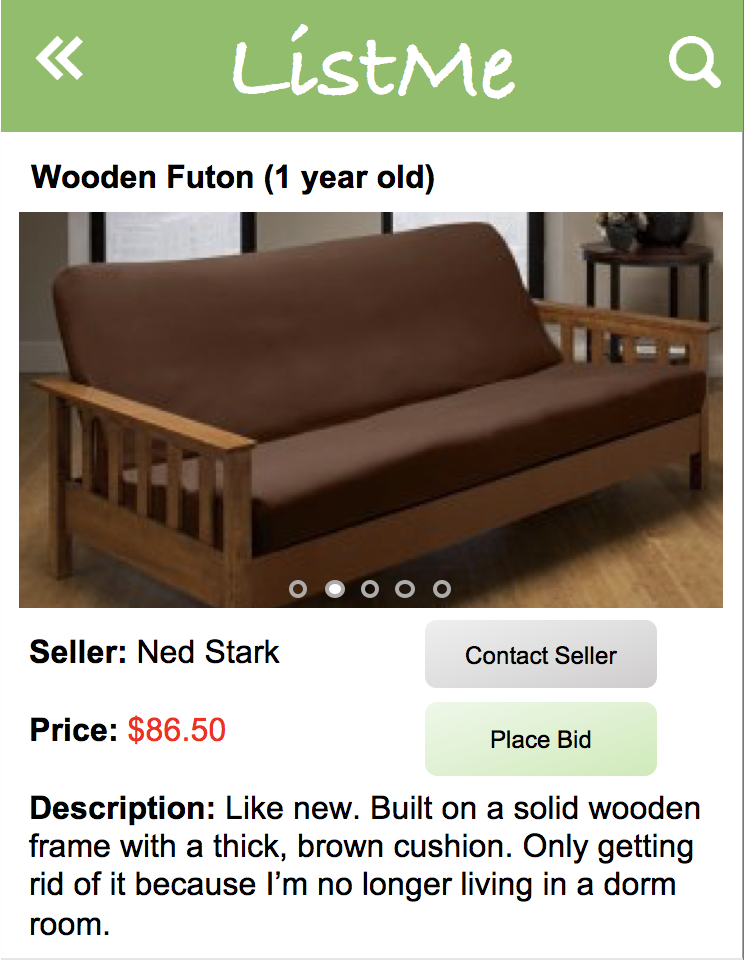 ListMe
Wooden Futon (1 year old)
Seller: Ned Stark
Contact Seller
Price: $86.50
Place Bid
Description: Like new. Built on a solid wooden
frame with a thick, brown cushion. Only getting
rid of it because I’m no longer living in a dorm
room.